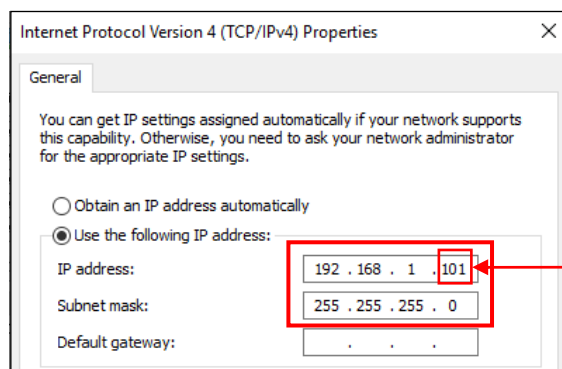 Internet Protocol Version 4 (TCP/IPv4) Properties
General
You can get IP settings assigned automatically if your network supports
this capability. Otherwise, you need to ask your network administrator
for the appropriate IP settings.
Obtain an IP address automatically
Use the following IP address:
IP address: 192 . 168 . 1 . 101
Subnet mask: 255 . 255 . 255 . 0
Default gateway: . . .